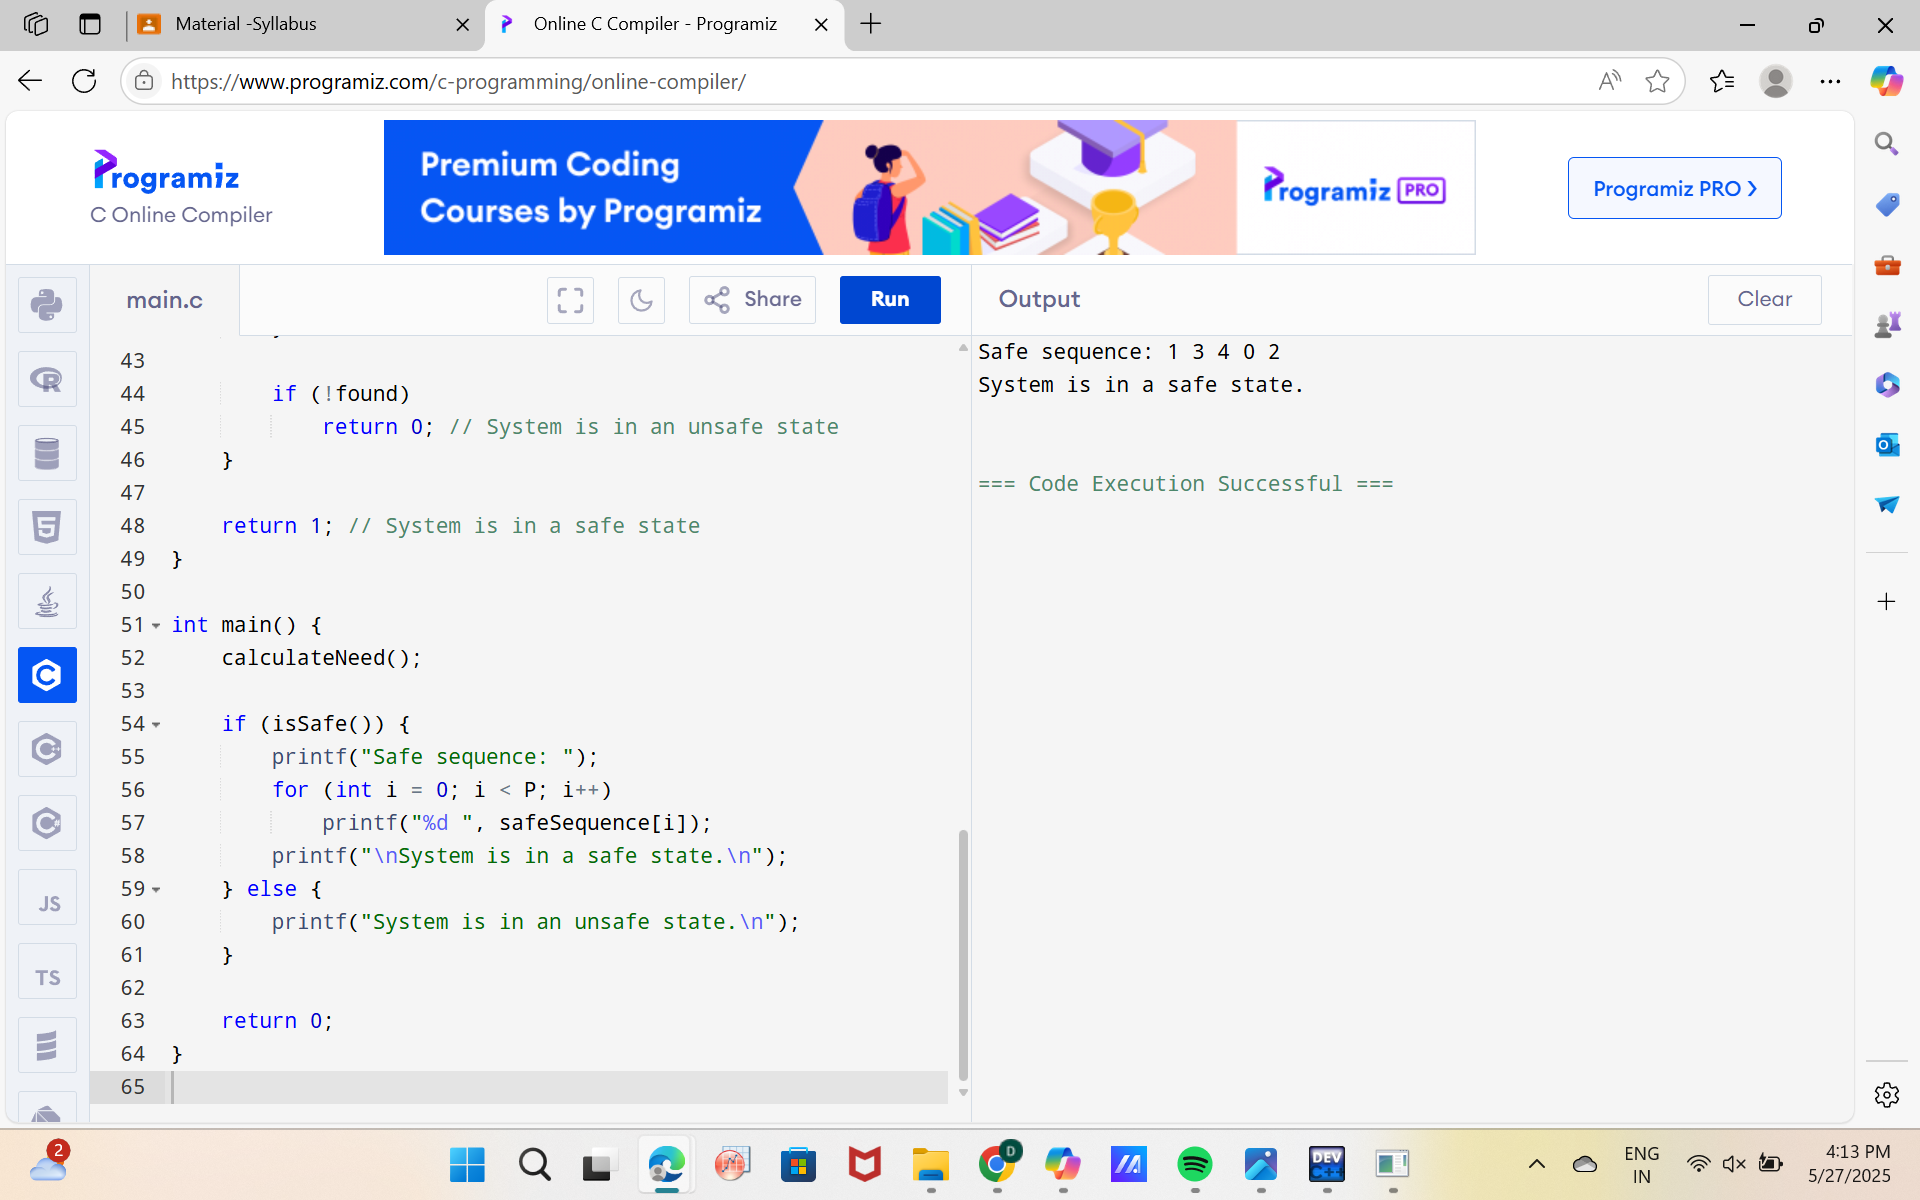 Material -Syllabus
Online C Compiler - Programiz
https://www.programiz.com/c-programming/online-compiler/
Programiz
C Online Compiler
Premium Coding
Courses by Programiz
Programiz PRO
Programiz PRO
main.c
Share
Run
Output
Clear
43
44 if (!found)
45 return 0; // System is in an unsafe state
46 }
47
48 return 1; // System is in a safe state
49 }
50
51 int main() {
52 calculateNeed();
53
54 if (isSafe()) {
55 printf("Safe sequence: ");
56 for (int i = 0; i < P; i++)
57 printf("%d ", safeSequence[i]);
58 printf("\nSystem is in a safe state.\n");
59 } else {
60 printf("System is in an unsafe state.\n");
61 }
62
63 return 0;
64 }
65
Safe sequence: 1 3 4 0 2
System is in a safe state.
=== Code Execution Successful ===
JS
TS
2
D
DEV
C++
ENG
IN
4:13 PM
5/27/2025